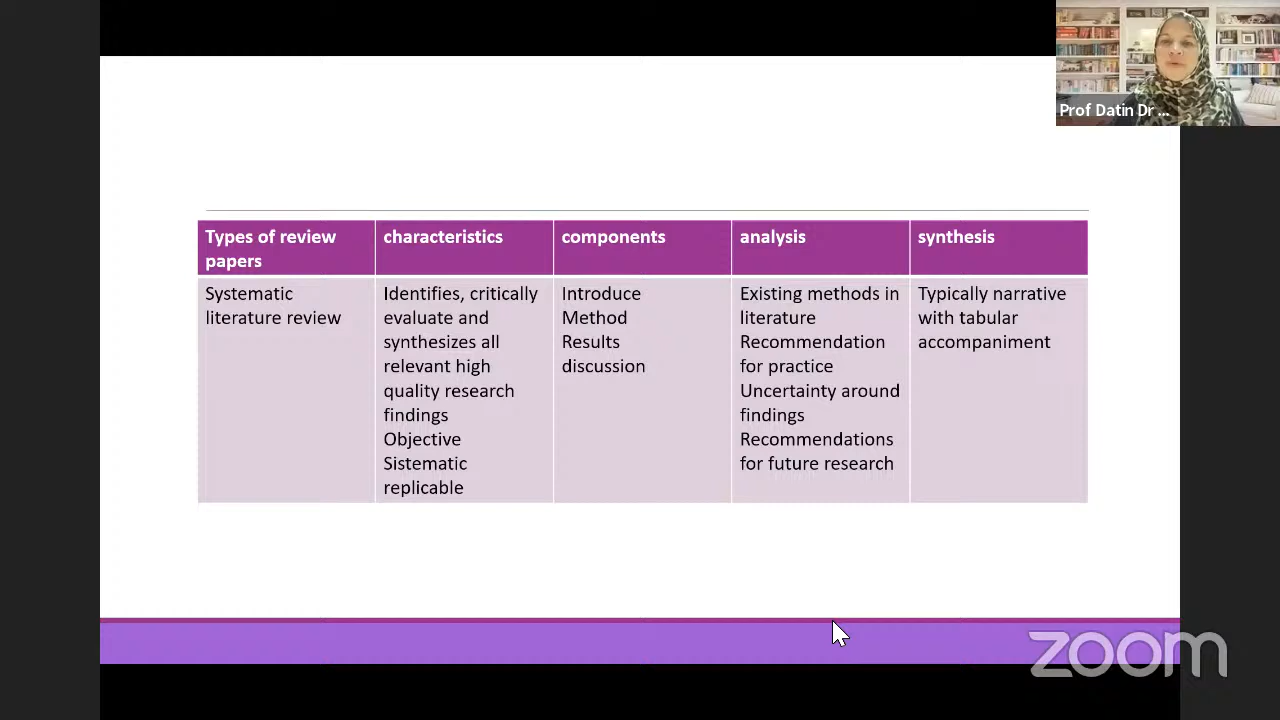 Prof Datin Dr ...
Types of review
papers
characteristics
components
analysis
synthesis
Systematic
literature review
Identifies, critically
evaluate and
synthesizes all
relevant high
quality research
findings
Objective
Sistematic
replicable
Introduce
Method
Results
discussion
Existing methods in
literature
Recommendation
for practice
Uncertainty around
findings
Recommendations
for future research
Typically narrative
with tabular
accompaniment
zoom